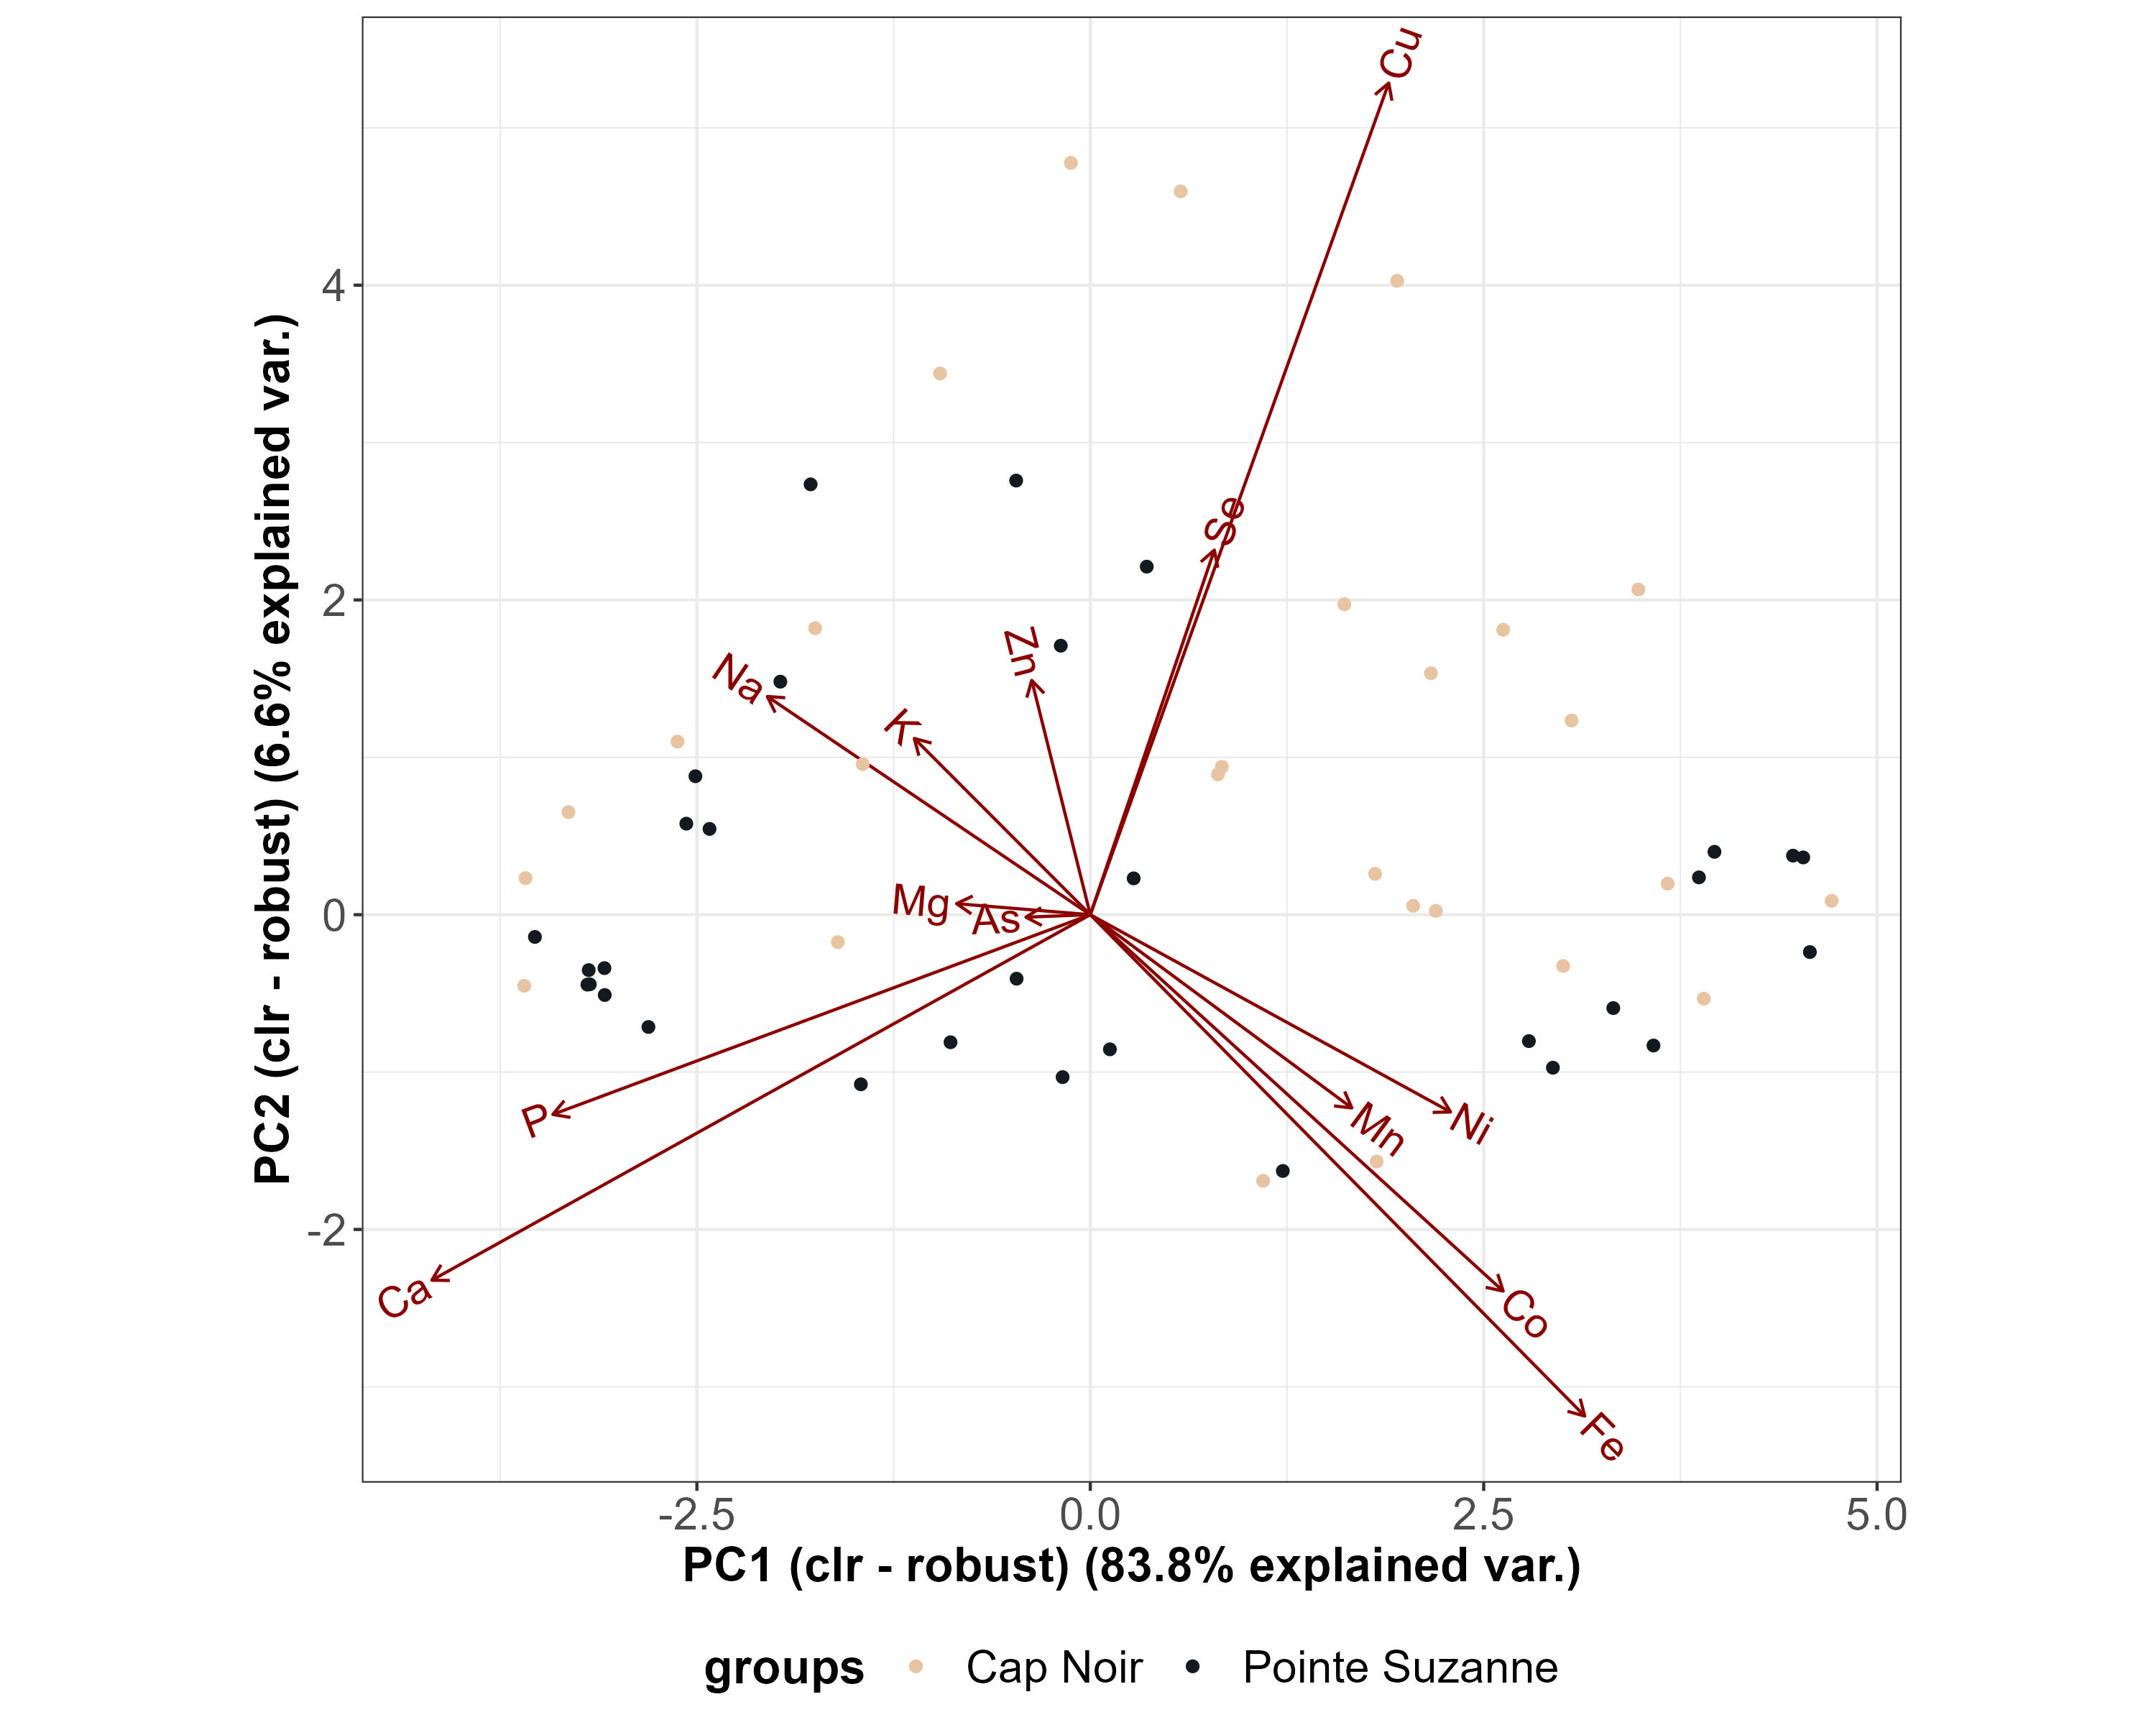 Cu
4
Se
2
Zn
Na
K
0
Mg
As
P
Mn
Ni
-2
Ca
Co
Fe
-2.5 0.0 2.5 5.0
PC2 (clr - robust) (6.6% explained var.)
PC1 (clr - robust) (83.8% explained var.)
groups Cap Noir Pointe Suzanne